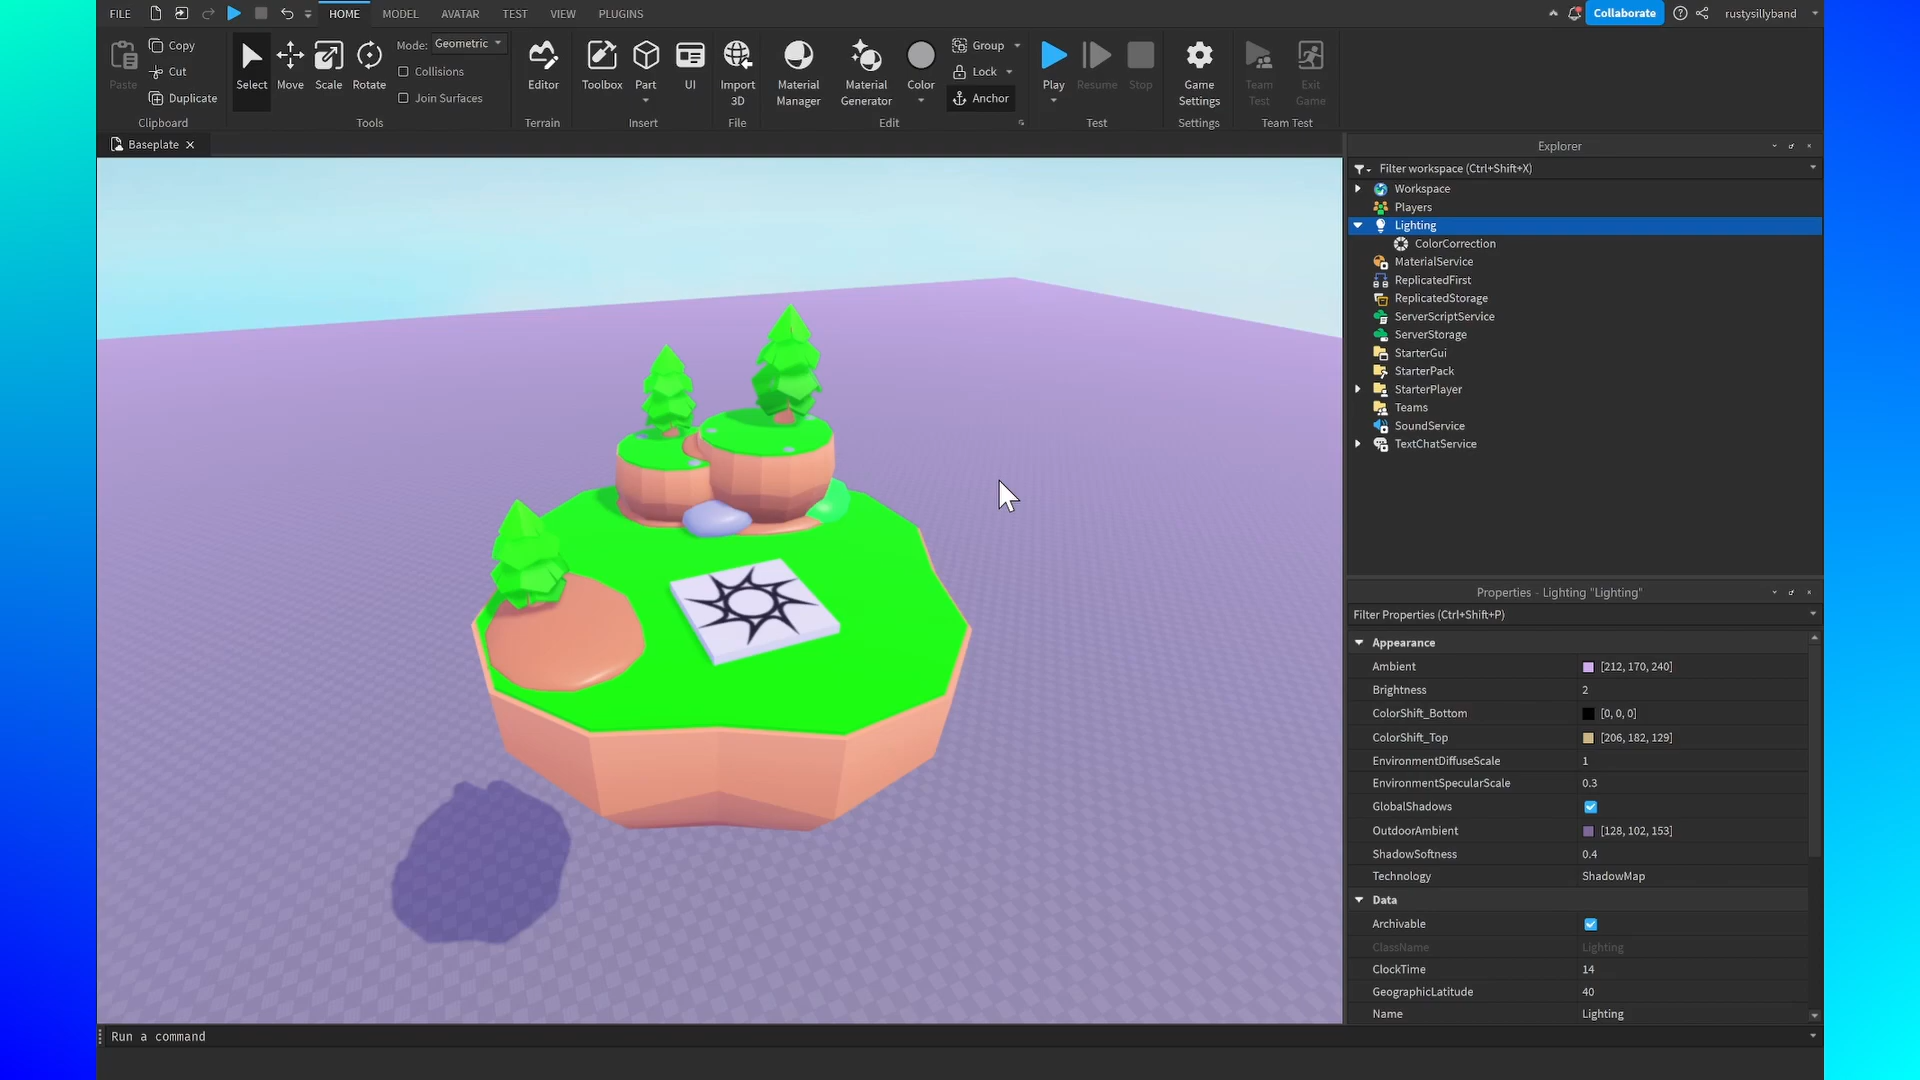 FILE
HOME
MODEL
AVATAR
TEST
VIEW
PLUGINS
Collaborate
rustysillyband
Paste
Copy
Cut
Duplicate
Clipboard
Select
Move
Scale
Rotate
Mode: Geometric
Collisions
Join Surfaces
Tools
Editor
Terrain
Toolbox
Part
UI
Insert
Import
3D
File
Material
Manager
Material
Generator
Color
Group
Lock
Anchor
Edit
Play
Resume
Stop
Test
Game
Settings
Settings
Team
Test
Exit
Game
Team Test
Baseplate
Explorer
Filter workspace (Ctrl+Shift+X)
Workspace
Players
Lighting
ColorCorrection
MaterialService
ReplicatedFirst
ReplicatedStorage
ServerScriptService
ServerStorage
StarterGui
StarterPack
StarterPlayer
Teams
SoundService
TextChatService
Properties - Lighting "Lighting"
Filter Properties (Ctrl+Shift+P)
Appearance
Ambient [212, 170, 240]
Brightness 2
ColorShift_Bottom [0, 0, 0]
ColorShift_Top [206, 182, 129]
EnvironmentDiffuseScale 1
EnvironmentSpecularScale 0.3
GlobalShadows
OutdoorAmbient [128, 102, 153]
ShadowSoftness 0.4
Technology ShadowMap
Data
Archivable
ClassName Lighting
ClockTime 14
GeographicLatitude 40
Name Lighting
Run a command